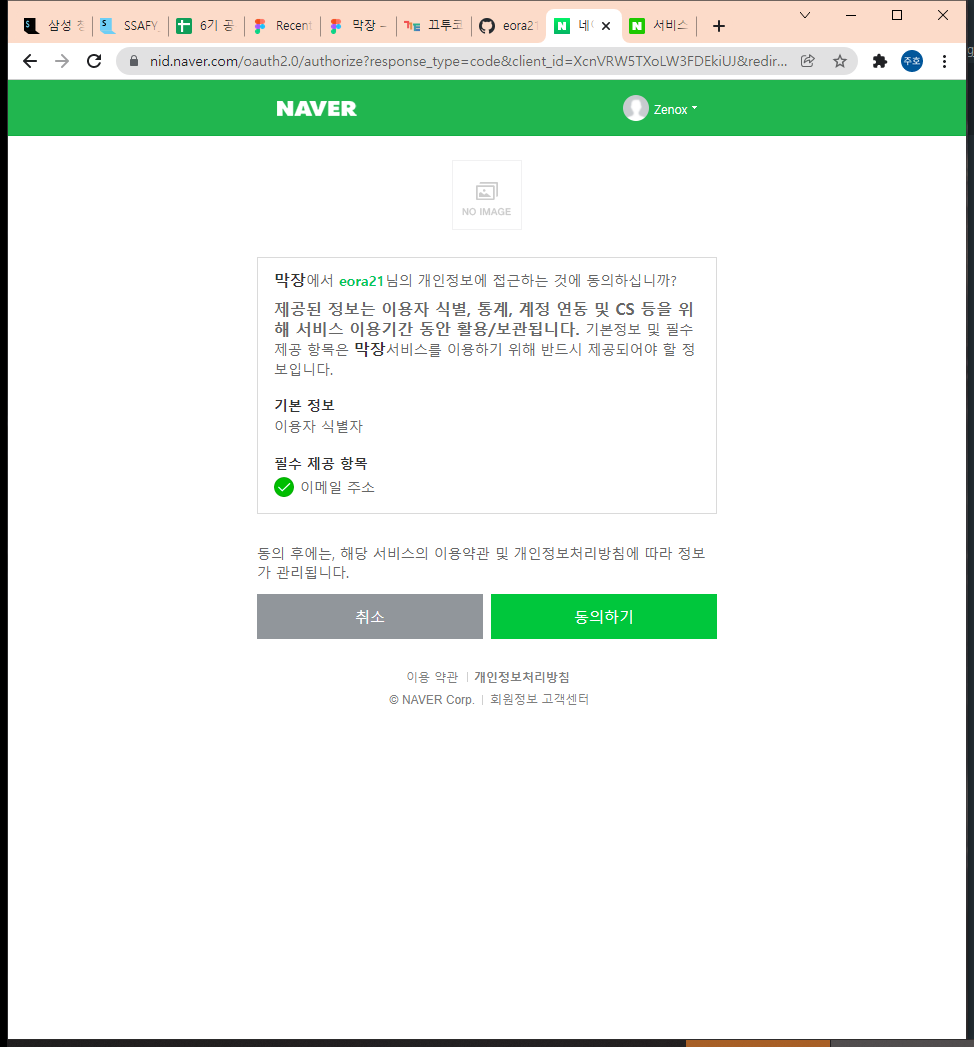 삼성
SSAFY
6기 공
Recent
막장 –
끄투코
eora21
네이
서비스
nid.naver.com/oauth2.0/authorize?response_type=code&client_id=XcnVRW5TXoLW3FDEkiUJ&redir...
주호
NAVER
Zenox
NO IMAGE
막장에서 eora21님의 개인정보에 접근하는 것에 동의하십니까?
제공된 정보는 이용자 식별, 통계, 계정 연동 및 CS 등을 위
해 서비스 이용기간 동안 활용/보관됩니다. 기본정보 및 필수
제공 항목은 막장서비스를 이용하기 위해 반드시 제공되어야 할 정
보입니다.
기본 정보
이용자 식별자
필수 제공 항목
이메일 주소
동의 후에는, 해당 서비스의 이용약관 및 개인정보처리방침에 따라 정보
가 관리됩니다.
취소
동의하기
이용 약관
개인정보처리방침
© NAVER Corp.
회원정보 고객센터